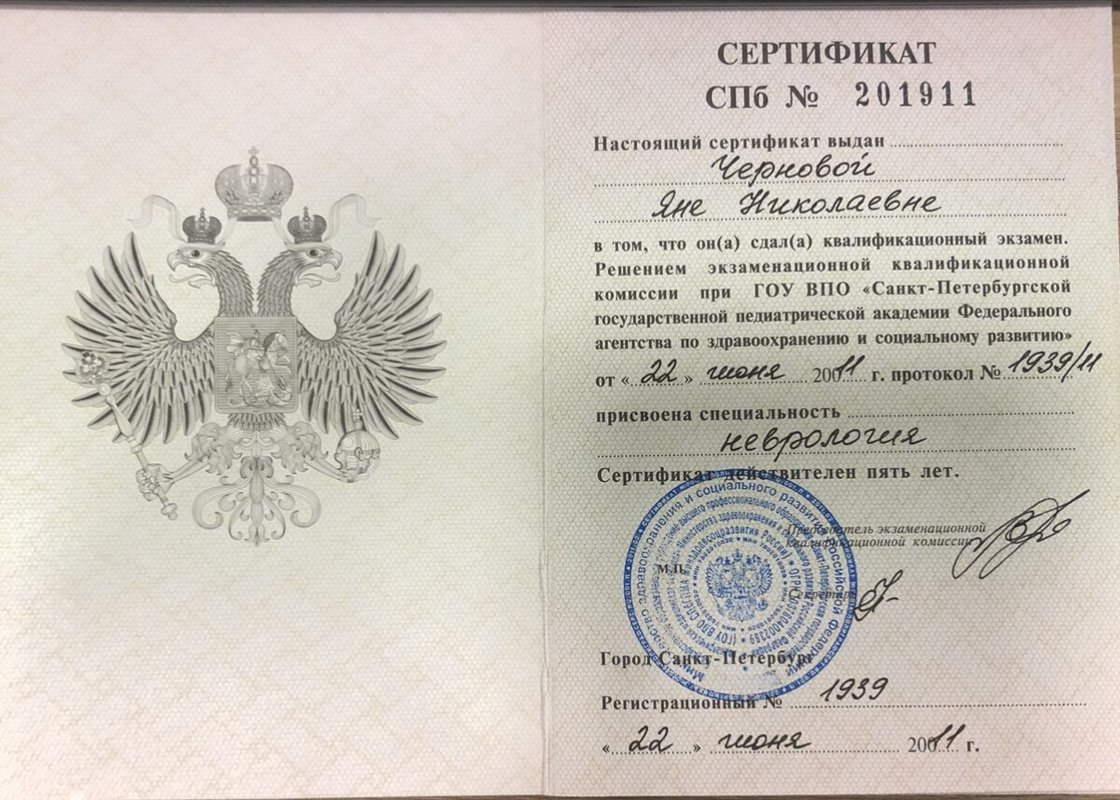 СЕРТИФИКАТ
СПб № 201911
Настоящий сертификат выдан
Черновой
Яне Николаевне
в том, что он(а) сдал(а) квалификационный экзамен.
Решением экзаменационной квалификационной
комиссии при ГОУ ВПО «Санкт-Петербургской
государственной педиатрической академии Федерального
агентства по здравоохранению и социальному развитию»
от «22» июня 20011 г. протокол № 1939/11
присвоена специальность
неврология
Сертификат действителен пять лет.
Председатель экзаменационной
квалификационной комиссии
М.П.
Секретарь
Город Санкт-Петербург
Регистрационный № 1939
«22» июня 20011 г.